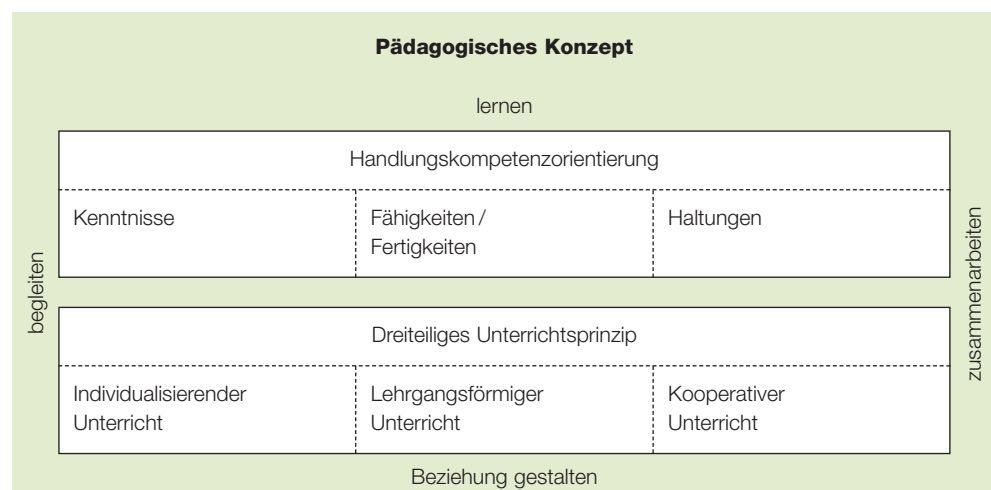 Pädagogisches Konzept
lernen
Handlungskompetenzorientierung
Kenntnisse
Fähigkeiten /
Fertigkeiten
Haltungen
begleiten
zusammenarbeiten
Dreiteiliges Unterrichtsprinzip
Individualisierender
Unterricht
Lehrgangsförmiger
Unterricht
Kooperativer
Unterricht
Beziehung gestalten